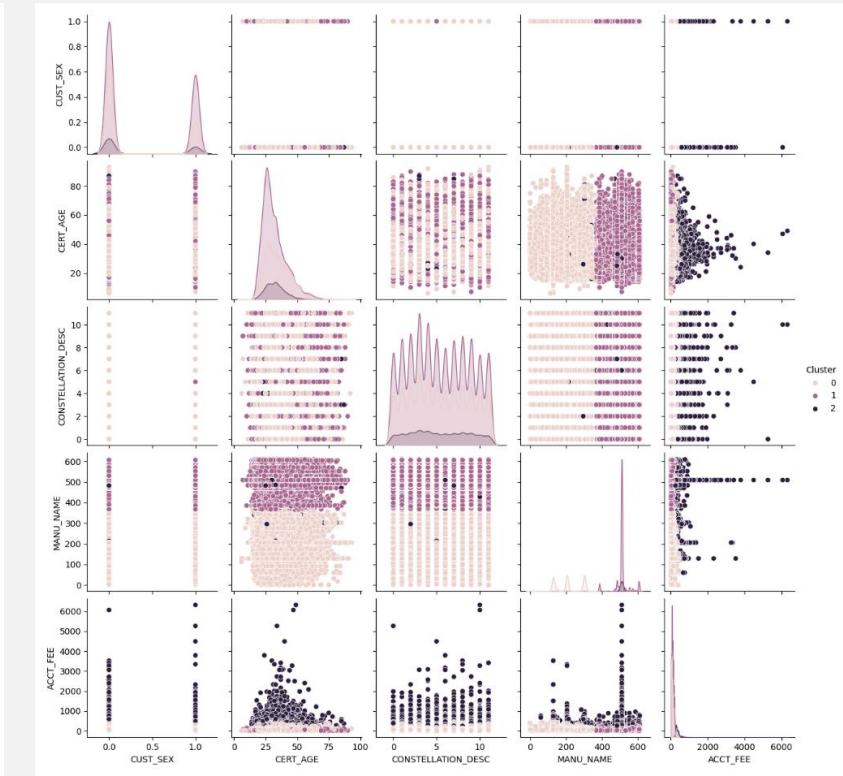 CUST_SEX
1.0
0.8
0.6
0.4
0.2
0.0
CERT_AGE
80
60
40
20
CONSTELLATION_DESC
10
8
6
4
2
0
Cluster
0
1
2
MANU_NAME
600
500
400
300
200
100
0
ACCT_FEE
6000
5000
4000
3000
2000
1000
0
0.0 0.5 1.0
CUST_SEX
0 25 50 75 100
CERT_AGE
0 5 10
CONSTELLATION_DESC
0 200 400 600
MANU_NAME
0 2000 4000 6000
ACCT_FEE